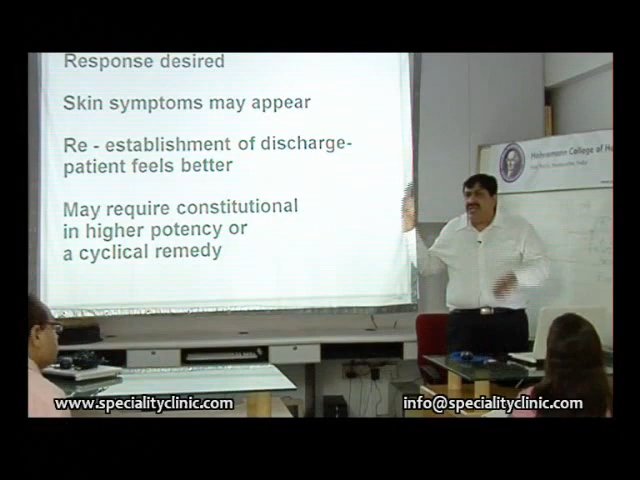 Response desired
Skin symptoms may appear
Re - establishment of discharge-
patient feels better
May require constitutional
in higher potency or
a cyclical remedy
Hahnemann College of
www.specialityclinic.com
info@specialityclinic.com